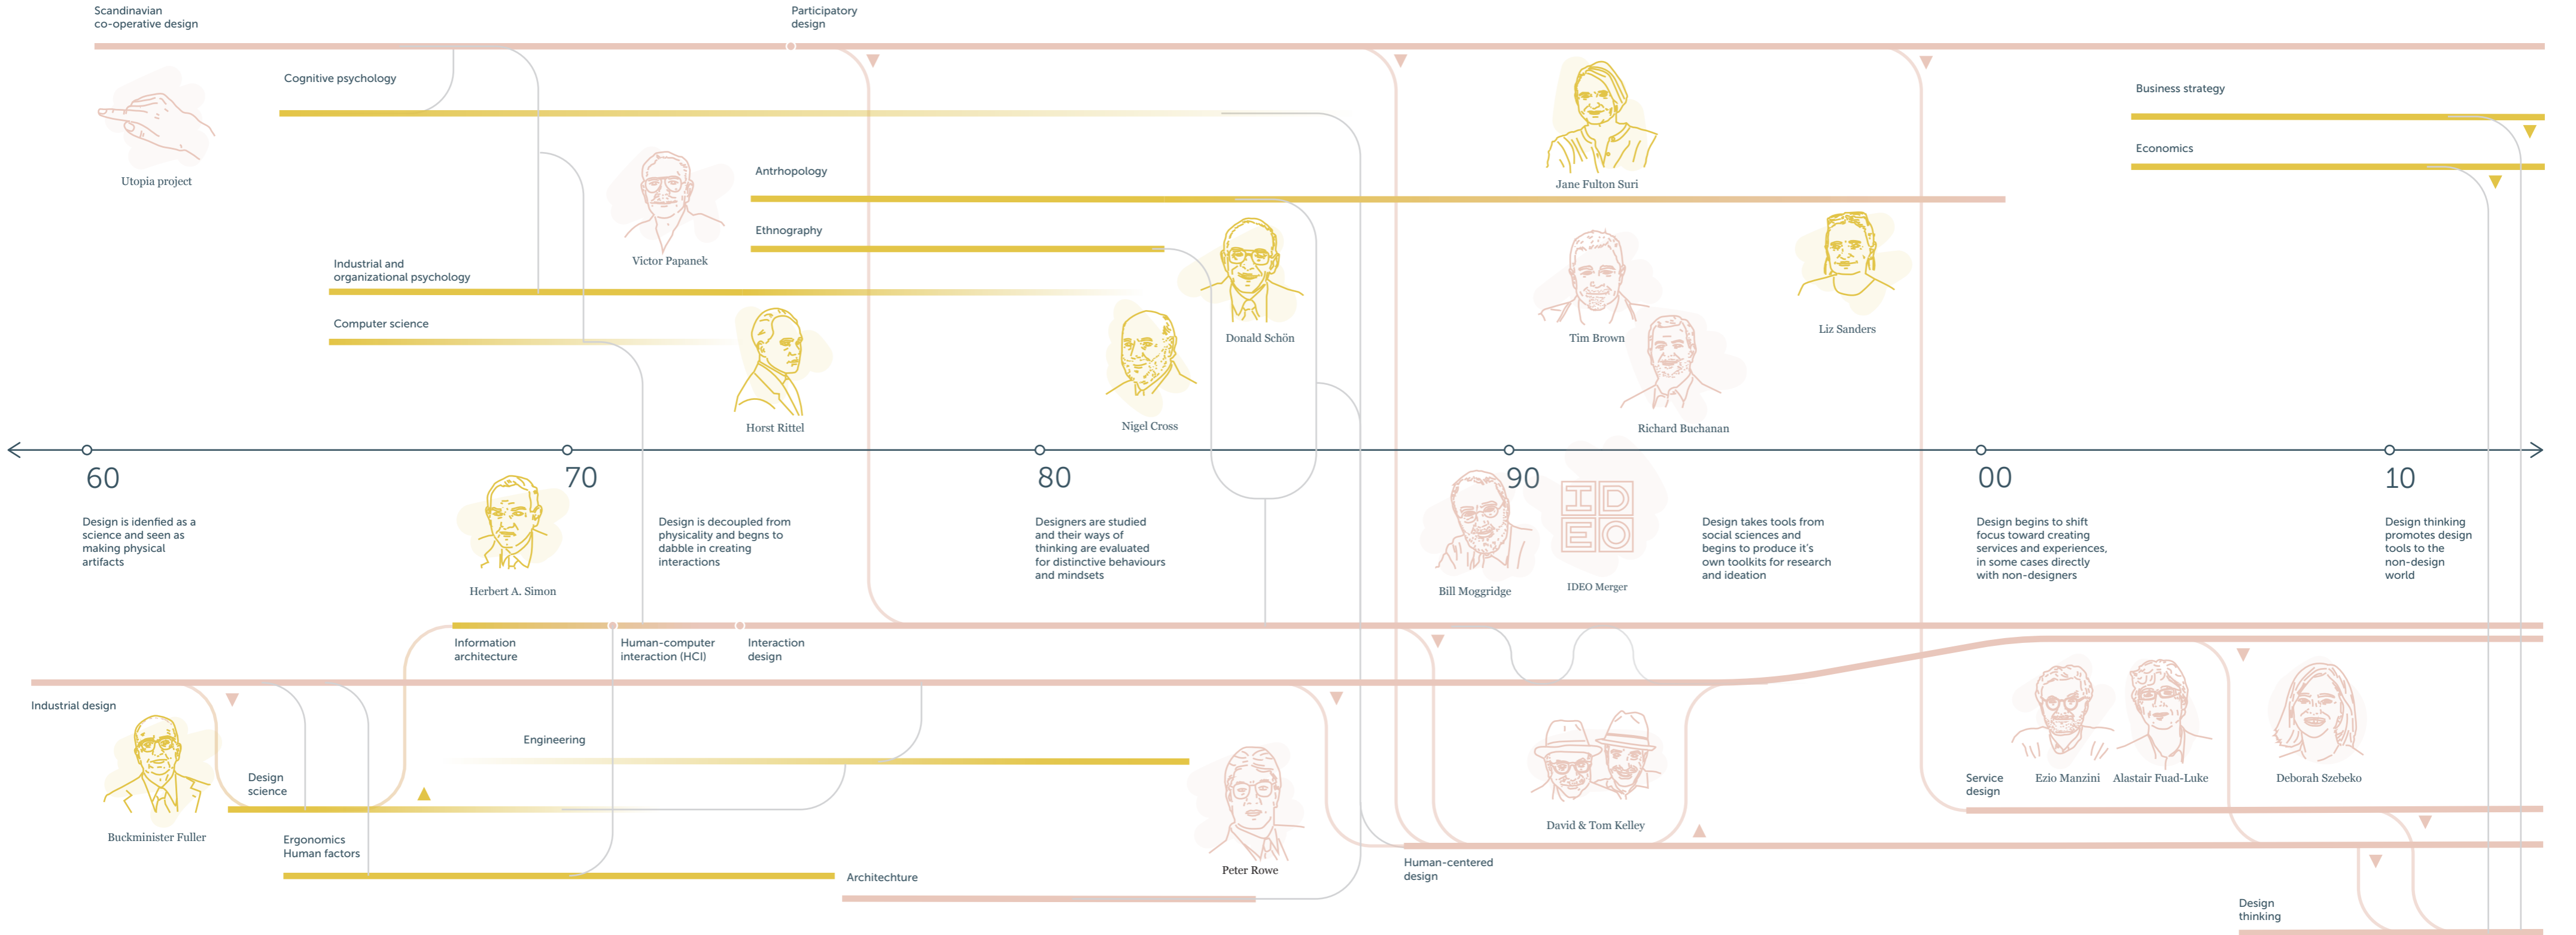 Scandinavian
co-operative design
Participatory
design
Cognitive psychology
Business strategy
Economics
Utopia project
Antrhopology
Jane Fulton Suri
Ethnography
Victor Papanek
Industrial and
organizational psychology
Computer science
Donald Schön
Tim Brown
Liz Sanders
Horst Rittel
Nigel Cross
Richard Buchanan
60
70
80
90
00
10
IDEO
Design is idenfied as a
science and seen as
making physical
artifacts
Herbert A. Simon
Design is decoupled from
physicality and begns to
dabble in creating
interactions
Designers are studied
and their ways of
thinking are evaluated
for distinctive behaviours
and mindsets
Bill Moggridge
IDEO Merger
Design takes tools from
social sciences and
begins to produce it's
own toolkits for research
and ideation
Design begins to shift
focus toward creating
services and experiences,
in some cases directly
with non-designers
Design thinking
promotes design
tools to the
non-design
world
Information
architecture
Human-computer
interaction (HCI)
Interaction
design
Industrial design
Engineering
Design
science
Buckminister Fuller
Ergonomics
Human factors
Architechture
Peter Rowe
David & Tom Kelley
Human-centered
design
Service
design
Ezio Manzini
Alastair Fuad-Luke
Deborah Szebeko
Design
thinking